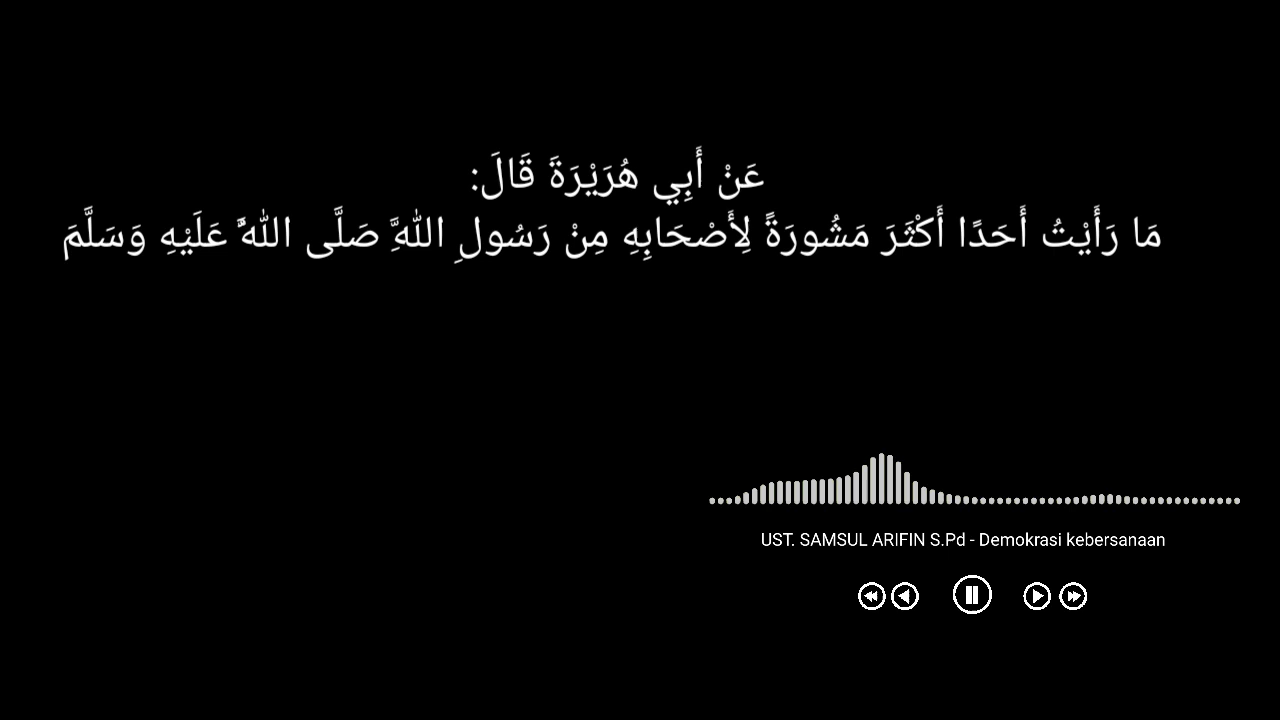 عَنْ أَبِي هُرَيْرَةَ قَالَ:
مَا رَأَيْتُ أَحَدًا أَكْثَرَ مَشُورَةً لِأَصْحَابِهِ مِنْ رَسُولِ اللَّهِ صَلَّى اللَّهُ عَلَيْهِ وَسَلَّمَ
UST. SAMSUL ARIFIN S.Pd - Demokrasi kebersanaan